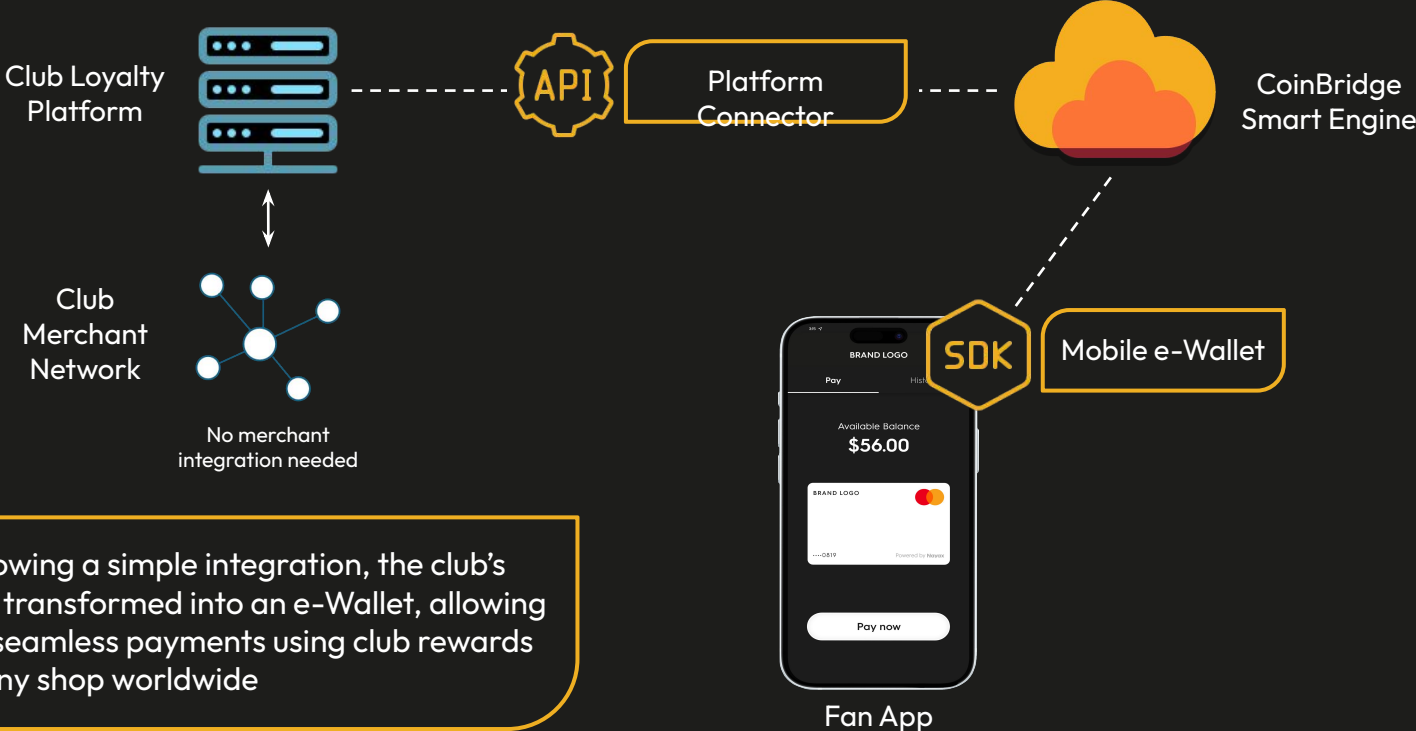 Club Loyalty
Platform
API
Platform
Connector
CoinBridge
Smart Engine
Club
Merchant
Network
No merchant
integration needed
SDK
Mobile e-Wallet
BRAND LOGO
Pay
Available Balance
$56.00
BRAND LOGO
••••0819
Powered by
Pay now
Fan App
owing a simple integration, the club’s
transformed into an e-Wallet, allowing
seamless payments using club rewards
ny shop worldwide